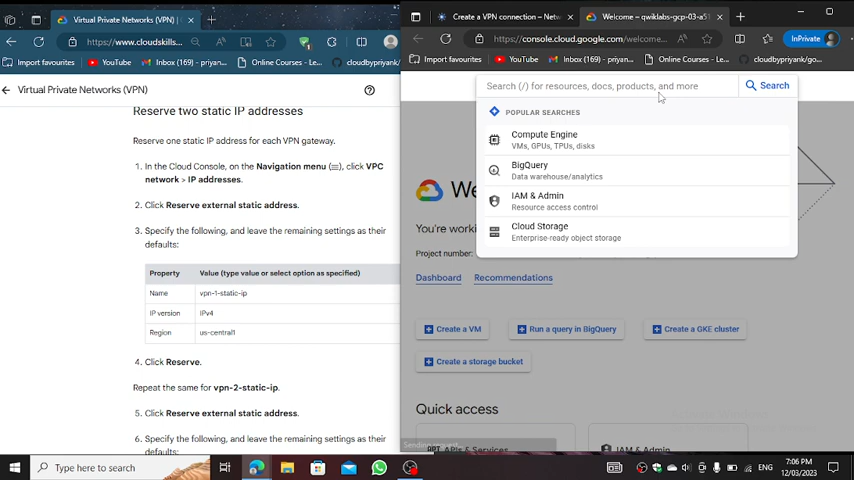 Virtual Private Networks (VPN)
https://www.cloudskills...
Import favourites
YouTube
Inbox (169) - priyan...
Online Courses - Le...
Virtual Private Networks (VPN)
Reserve two static IP addresses
Reserve one static IP address for each VPN gateway.
1. In the Cloud Console, on the Navigation menu (≡), click VPC
network > IP addresses.
2. Click Reserve external static address.
3. Specify the following, and leave the remaining settings as their
defaults:
Property Value (type value or select option as specified)
Name vpn-1-static-ip
IP version IPv4
Region us-central1
4. Click Reserve.
Repeat the same for vpn-2-static-ip.
5. Click Reserve external static address.
6. Specify the following, and leave the remaining settings as their
defaults:
Create a VPN connection – Netw
Welcome – qwiklabs-gcp-03-a5
https://console.cloud.google.com/welcome...
InPrivate
Import favourites
YouTube
Inbox (169) - priyan...
Online Courses - Le...
cloudbypriyank/go...
Search (/) for resources, docs, products, and more
Search
POPULAR SEARCHES
Compute Engine
VMs, GPUs, TPUs, disks
BigQuery
Data warehouse/analytics
IAM & Admin
Resource access control
Cloud Storage
Enterprise-ready object storage
We
You're workin
Project number:
Dashboard
Recommendations
Create a VM
Run a query in BigQuery
Create a GKE cluster
Create a storage bucket
Quick access
API APIs & Services
IAM & Admin
Sending request...
Type here to search
ENG
7:06 PM
12/03/2023